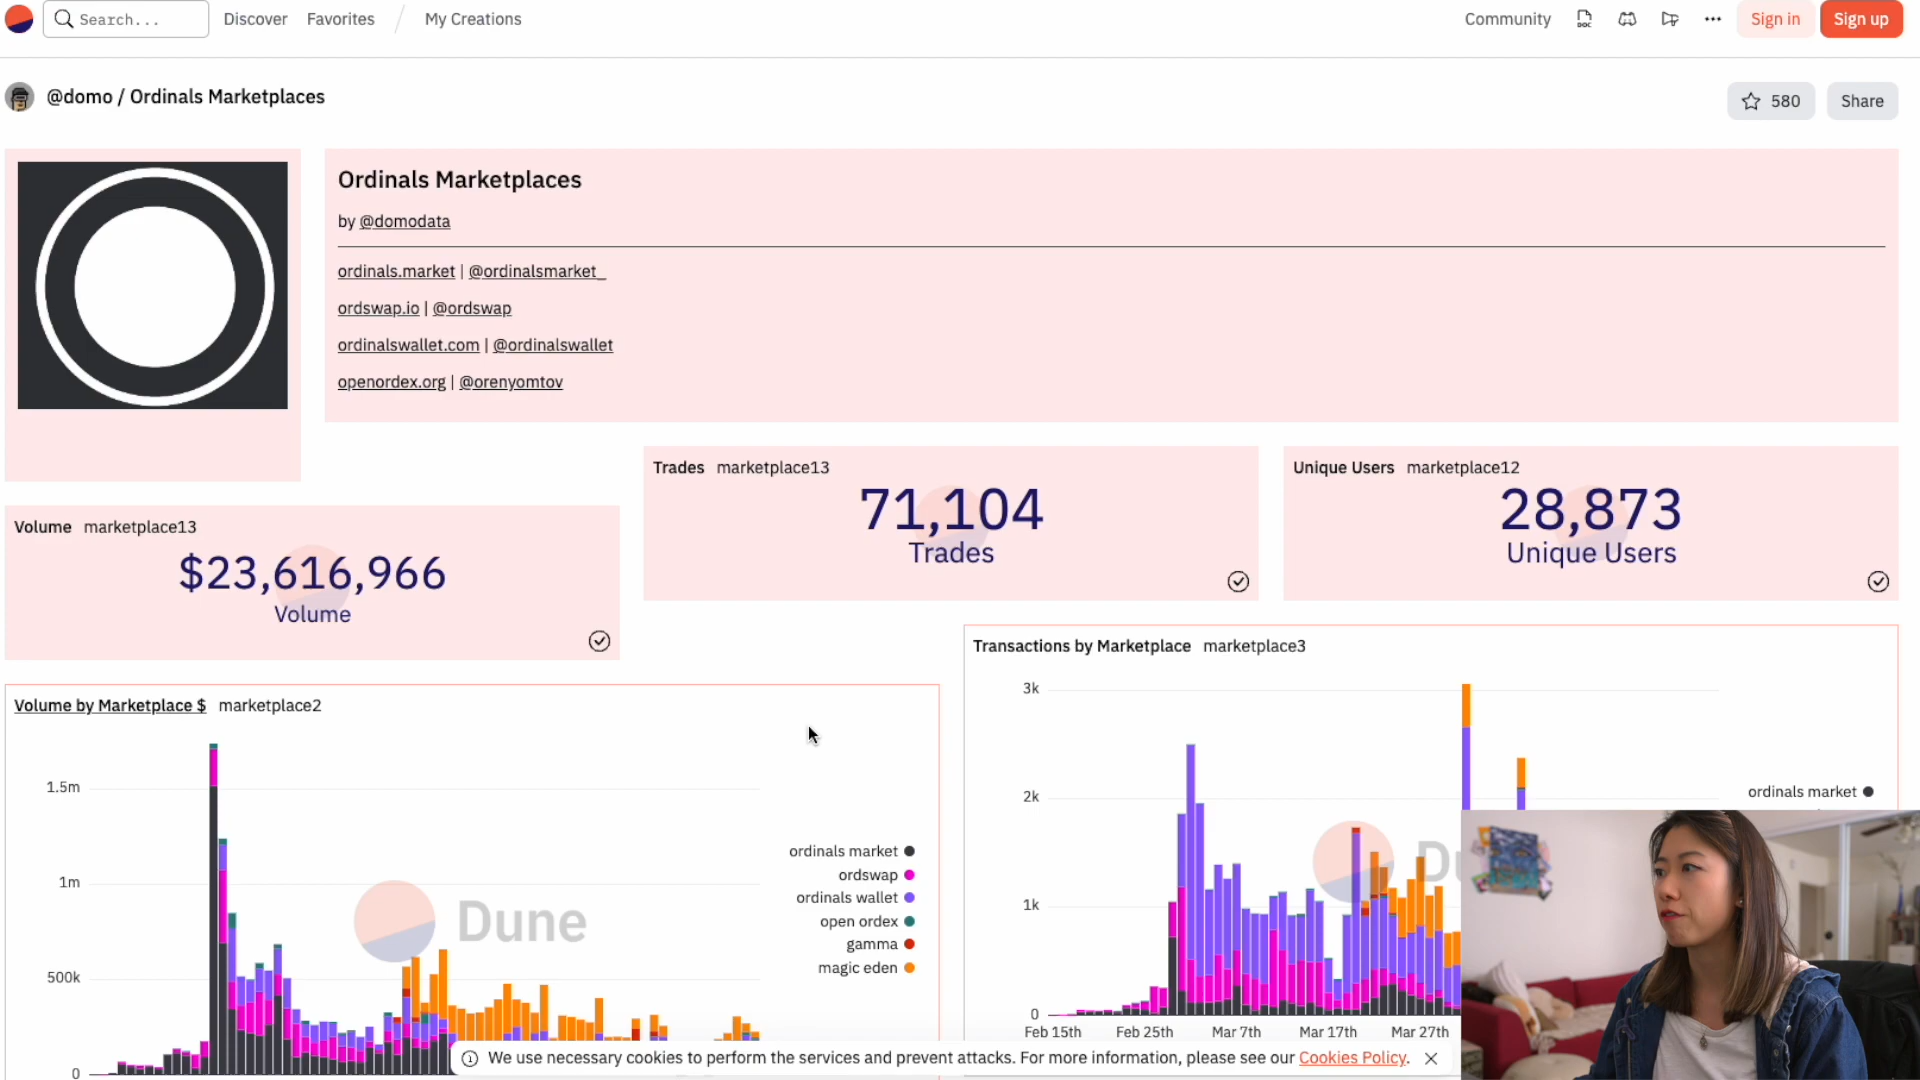 Search...
Discover
Favorites
My Creations
Community
Sign in
Sign up
@domo / Ordinals Marketplaces
580
Share
Ordinals Marketplaces
by @domodata
ordinals.market | @ordinalsmarket_
ordswap.io | @ordswap
ordinalswallet.com | @ordinalswallet
openordex.org | @orenyomtov
Trades marketplace13
71,104
Trades
Unique Users marketplace12
28,873
Unique Users
Volume marketplace13
$23,616,966
Volume
Transactions by Marketplace marketplace3
3k
2k
1k
0
Feb 15th
Feb 25th
Mar 7th
Mar 17th
Mar 27th
ordinals market
Volume by Marketplace $ marketplace2
1.5m
1m
500k
0
Dune
ordinals market
ordswap
ordinals wallet
open ordex
gamma
magic eden
We use necessary cookies to perform the services and prevent attacks. For more information, please see our Cookies Policy.